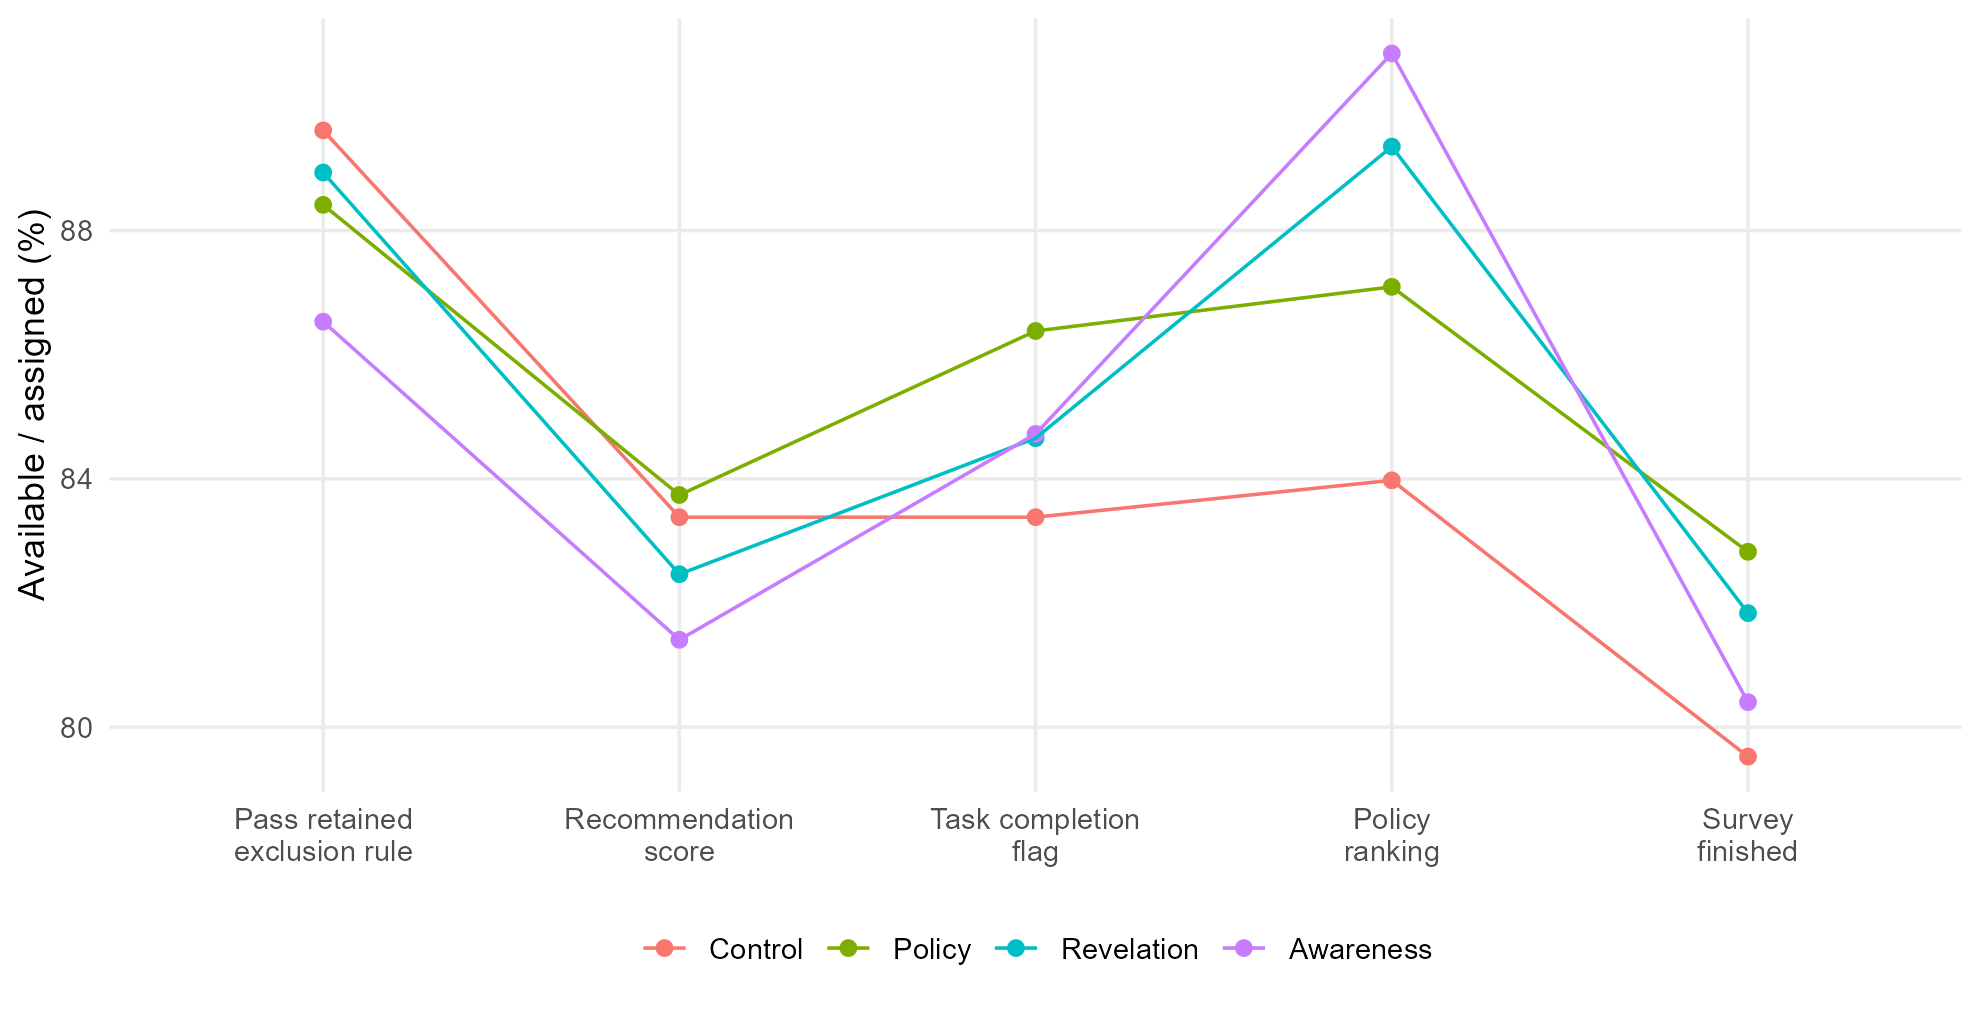 Available / assigned (%)
88
84
80
Pass retained
exclusion rule
Recommendation
score
Task completion
flag
Policy
ranking
Survey
finished
Control
Policy
Revelation
Awareness